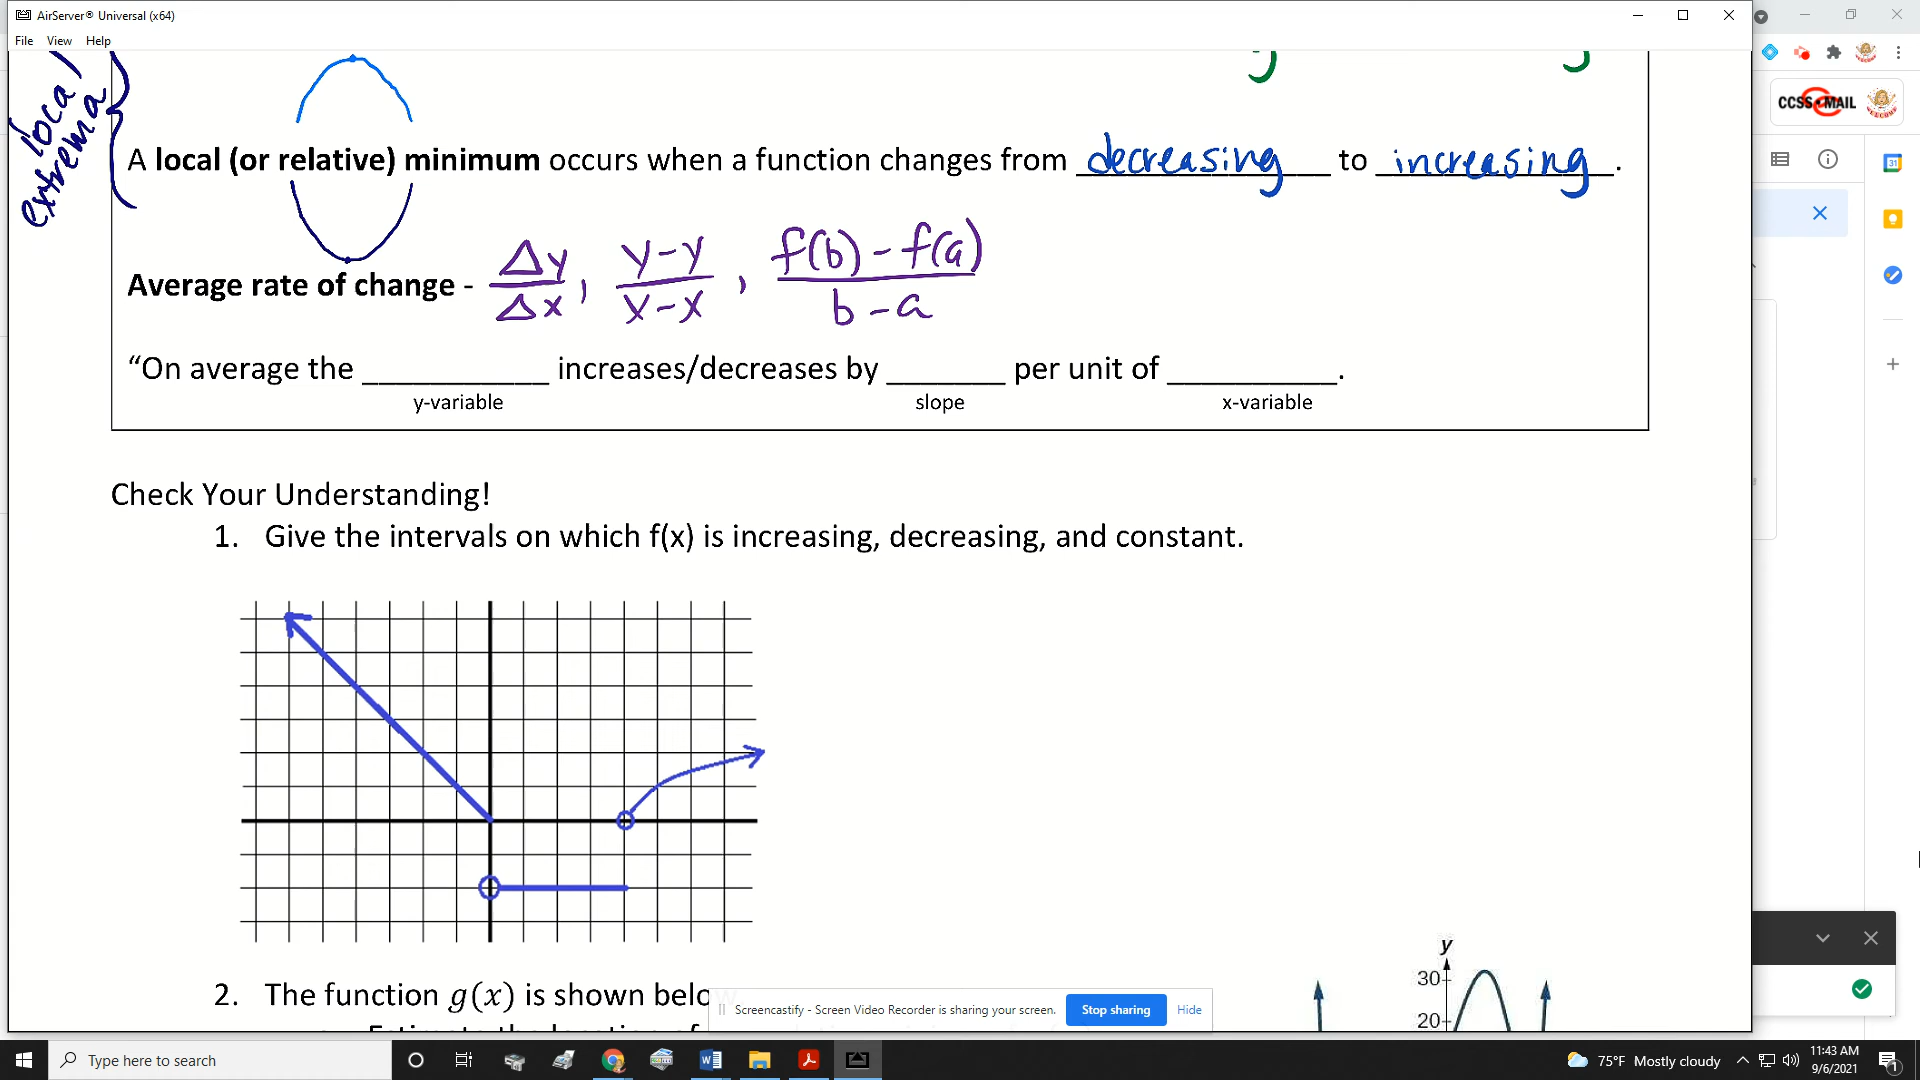 AirServer® Universal (x64)
File View Help
local
extrema
A local (or relative) minimum occurs when a function changes from decreasing to increasing.
Average rate of change - Δy/Δx, y-y/x-x, f(b)-f(a)/b-a
“On average the ___________ increases/decreases by _______ per unit of __________.
y-variable slope x-variable
Check Your Understanding!
1. Give the intervals on which f(x) is increasing, decreasing, and constant.
2. The function g(x) is shown below
y
30
20
Screencastify - Screen Video Recorder is sharing your screen. Stop sharing Hide
CCSS MAIL
31
Type here to search
75°F Mostly cloudy
11:43 AM
9/6/2021
1